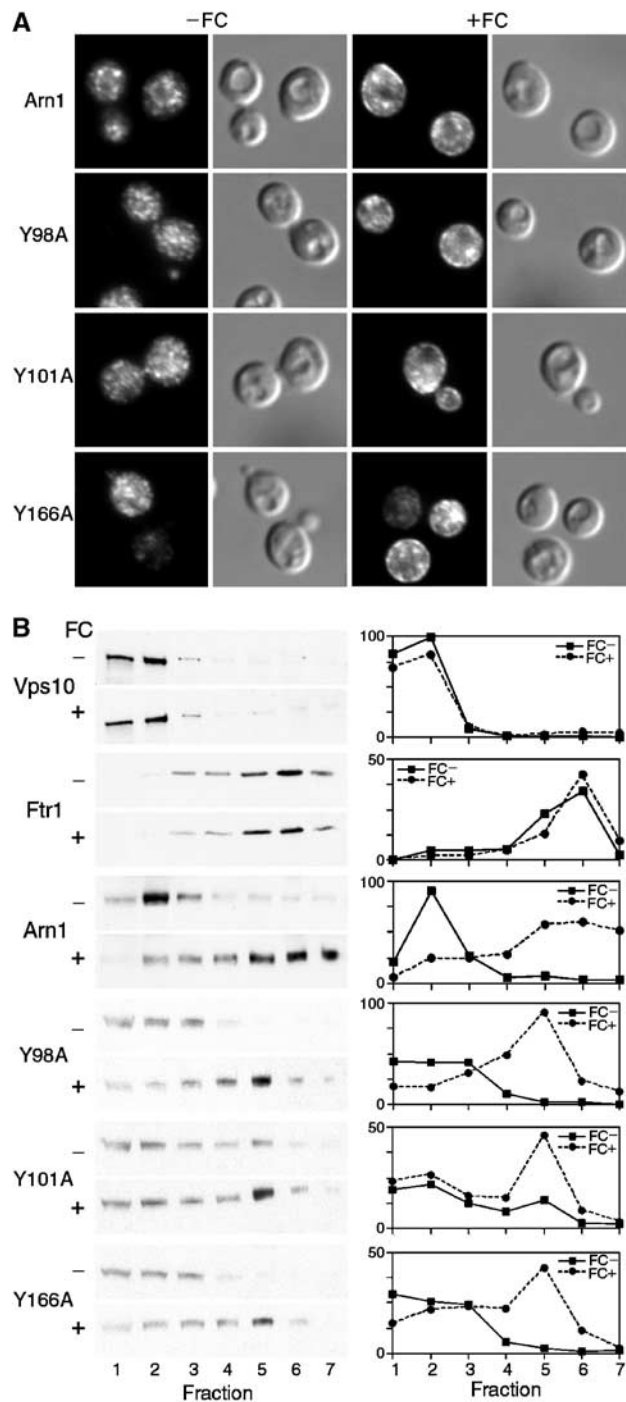 A
−FC +FC
Arn1
Y98A
Y101A
Y166A
B
FC
− Vps10 +
− Ftr1 +
− Arn1 +
− Y98A +
− Y101A +
− Y166A +
1 2 3 4 5 6 7
Fraction
100
0
FC−
FC+
50
0
FC−
FC+
100
0
FC−
FC+
100
0
FC−
FC+
50
0
FC−
FC+
50
0
FC−
FC+
1 2 3 4 5 6 7
Fraction